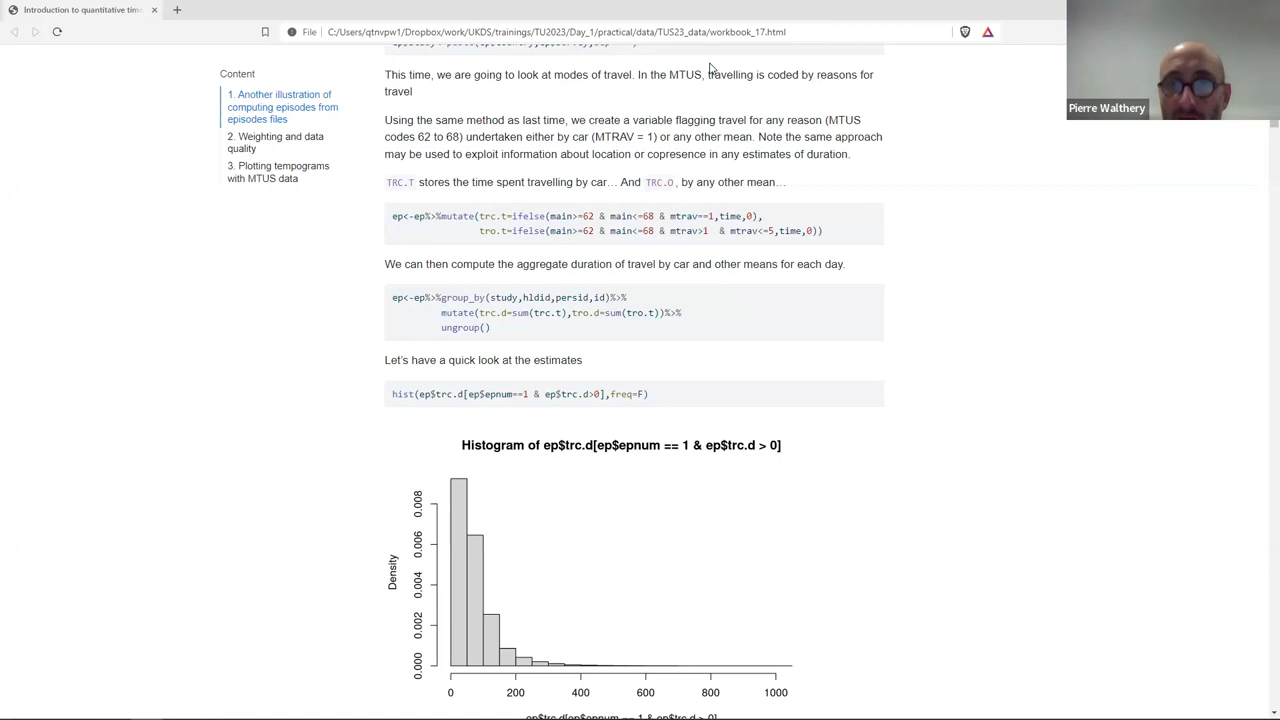 Introduction to quantitative tim
File
C:/Users/qtnvpw1/Dropbox/work/UKDS/trainings/TU2023/Day_1/practical/data/TUS23_data/workbook_17.html
Pierre Walthery
Content
1. Another illustration of
computing episodes from
episodes files
2. Weighting and data
quality
3. Plotting tempograms
with MTUS data
This time, we are going to look at modes of travel. In the MTUS, travelling is coded by reasons for
travel
Using the same method as last time, we create a variable flagging travel for any reason (MTUS
codes 62 to 68) undertaken either by car (MTRAV = 1) or any other mean. Note the same approach
may be used to exploit information about location or copresence in any estimates of duration.
TRC.T stores the time spent travelling by car… And TRC.O, by any other mean…
ep<-ep%>%mutate(trc.t=ifelse(main>=62 & main<=68 & mtrav==1,time,0),
tro.t=ifelse(main>=62 & main<=68 & mtrav>1 & mtrav<=5,time,0))
We can then compute the aggregate duration of travel by car and other means for each day.
ep<-ep%>%group_by(study,hldid,persid,id)%>%
mutate(trc.d=sum(trc.t),tro.d=sum(tro.t))%>%
ungroup()
Let's have a quick look at the estimates
hist(ep$trc.d[ep$epnum==1 & ep$trc.d>0],freq=F)
Histogram of ep$trc.d[ep$epnum == 1 & ep$trc.d > 0]
Density
0.008
0.006
0.004
0.002
0.000
0 200 400 600 800 1000
ep$trc.d[ep$epnum == 1 & ep$trc.d > 0]